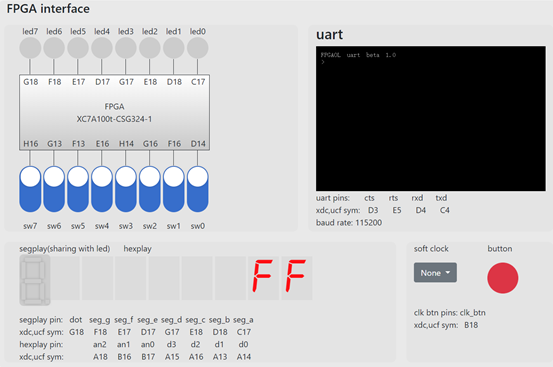 FPGA interface
led7 led6 led5 led4 led3 led2 led1 led0
G18 F18 E17 D17 G17 E18 D18 C17
FPGA
XC7A100t-CSG324-1
H16 G13 F13 E16 H14 G16 F16 D14
sw7 sw6 sw5 sw4 sw3 sw2 sw1 sw0
uart
FPGAOL uart beta 1.0
>
uart pins: cts rts rxd txd
xdc,ucf sym: D3 E5 D4 C4
baud rate: 115200
segplay(sharing with led) hexplay
F F
segplay pin: dot seg_g seg_f seg_e seg_d seg_c seg_b seg_a
xdc,ucf sym: G18 F18 E17 D17 G17 E18 D18 C17
hexplay pin: an2 an1 an0 d3 d2 d1 d0
xdc,ucf sym: A18 B16 B17 A15 A16 A13 A14
soft clock button
None
clk btn pins: clk_btn
xdc,ucf sym: B18